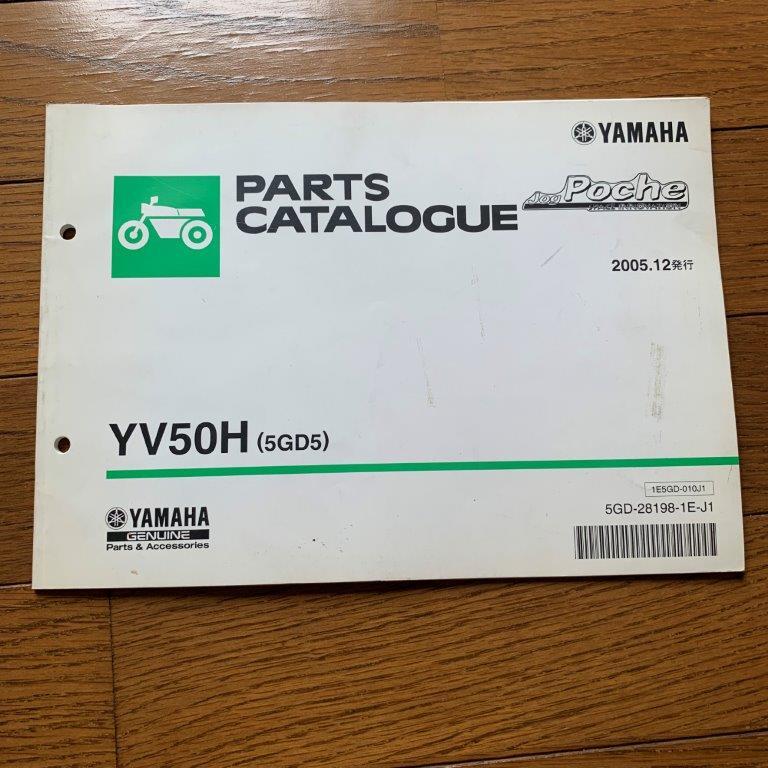 YAMAHA
PARTS
CATALOGUE
Jog Poche
2005.12発行
YV50H (5GD5)
1E5GD-010J1
5GD-28198-1E-J1
YAMAHA
GENUINE
Parts & Accessories